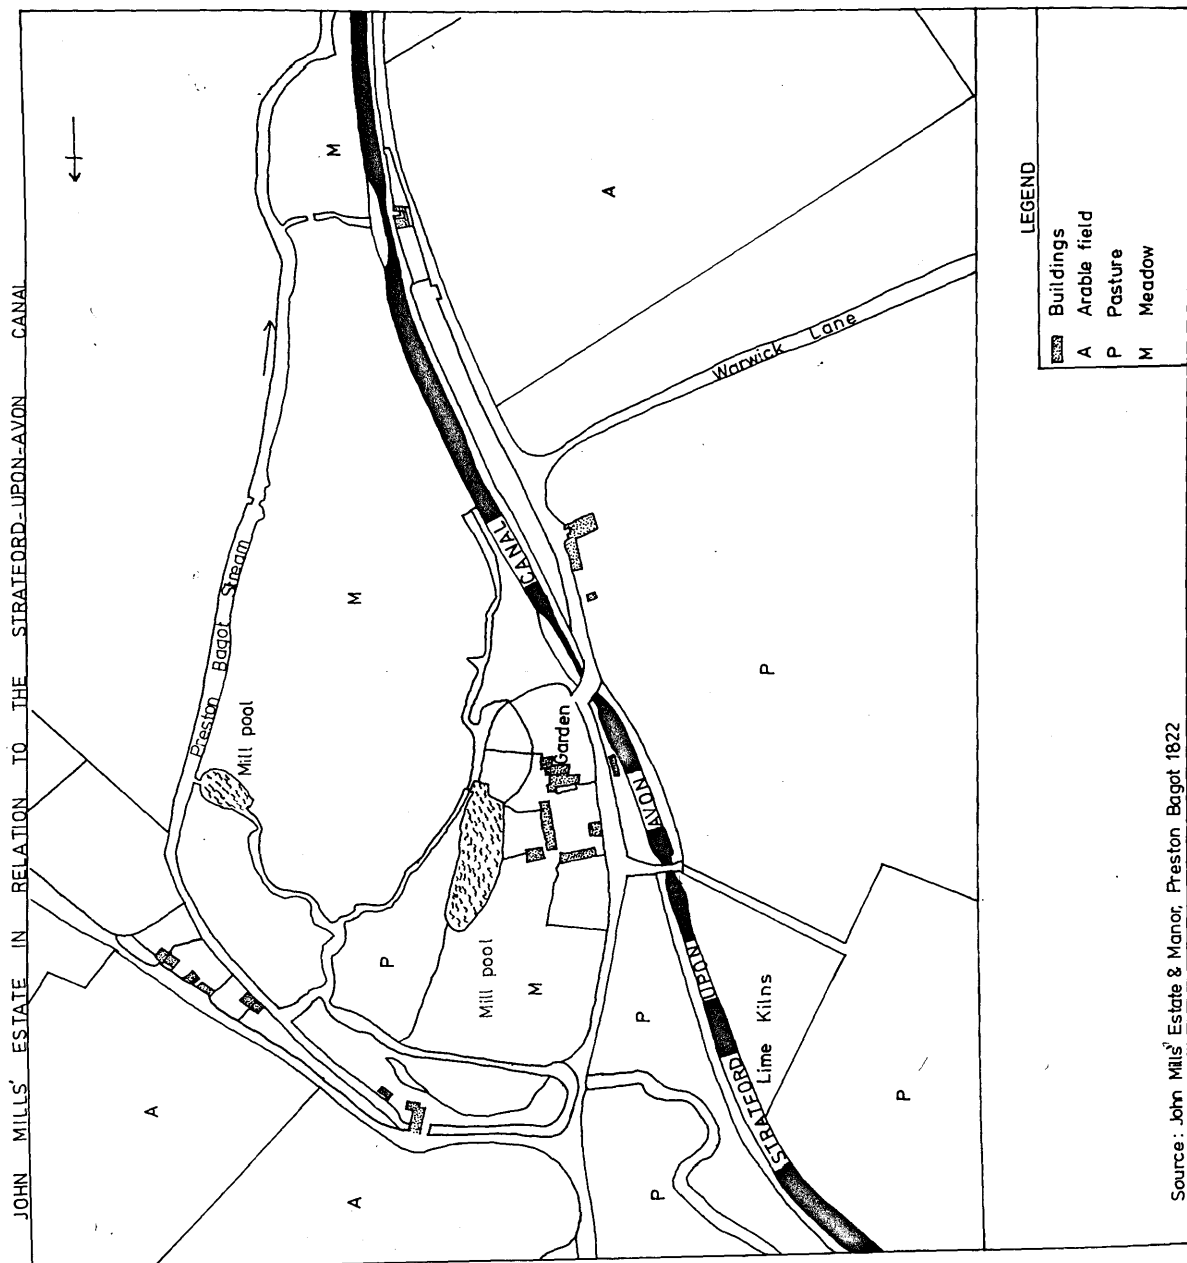 JOHN MILLS' ESTATE IN RELATION TO THE STRATFORD-UPON-AVON CANAL
Preston Bagot Stream
Mill pool
M
M
A
A
P
Mill pool
M
Garden
P
P
STRATFORD UPON AVON CANAL
Lime Kilns
P
P
A
Warwick Lane
LEGEND
Buildings
A Arable field
P Pasture
M Meadow
Source: John Mills' Estate & Manor, Preston Bagot 1822